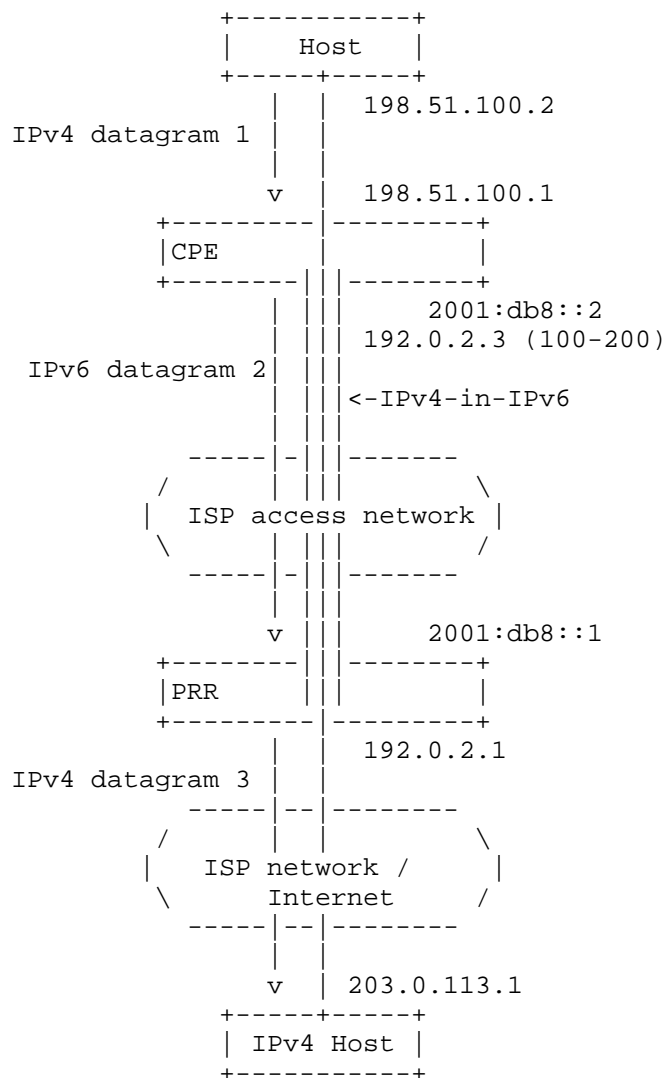 Host
198.51.100.2
IPv4 datagram 1
v 198.51.100.1
CPE
2001:db8::2
192.0.2.3 (100-200)
IPv6 datagram 2
<-IPv4-in-IPv6
ISP access network
v 2001:db8::1
PRR
192.0.2.1
IPv4 datagram 3
ISP network /
Internet
v 203.0.113.1
IPv4 Host